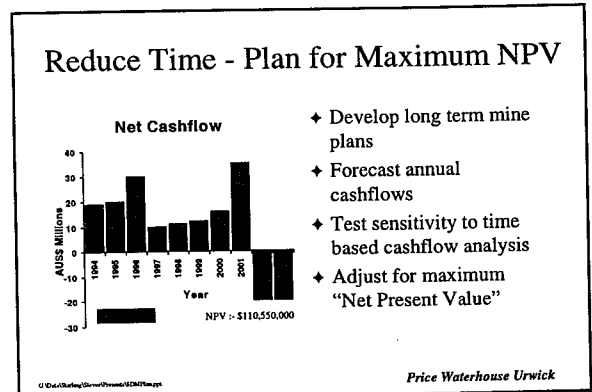 Reduce Time - Plan for Maximum NPV
Net Cashflow
40
30
20
10
0
-10
-20
-30
AUS$ Millions
1994
1995
1996
1997
1998
1999
2000
2001
Year
NPV :- $110,550,000
✦ Develop long term mine
plans
✦ Forecast annual
cashflows
✦ Test sensitivity to time
based cashflow analysis
✦ Adjust for maximum
“Net Present Value”
Price Waterhouse Urwick